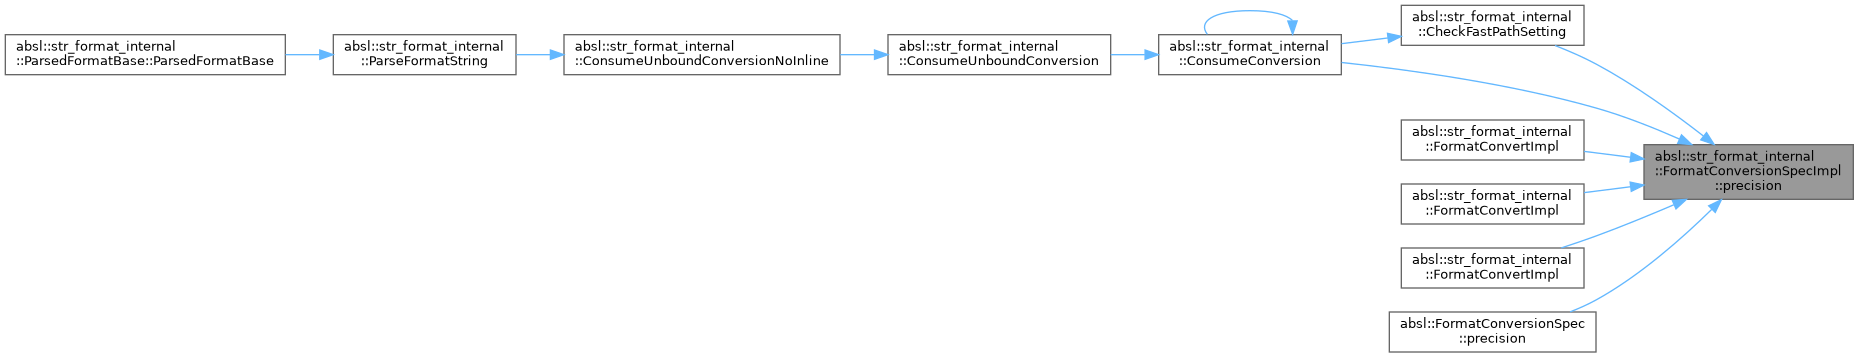 absl::str_format_internal
::ParsedFormatBase::ParsedFormatBase
absl::str_format_internal
::ParseFormatString
absl::str_format_internal
::ConsumeUnboundConversionNoInline
absl::str_format_internal
::ConsumeUnboundConversion
absl::str_format_internal
::ConsumeConversion
absl::str_format_internal
::CheckFastPathSetting
absl::str_format_internal
::FormatConvertImpl
absl::str_format_internal
::FormatConvertImpl
absl::str_format_internal
::FormatConvertImpl
absl::FormatConversionSpec
::precision
absl::str_format_internal
::FormatConversionSpecImpl
::precision